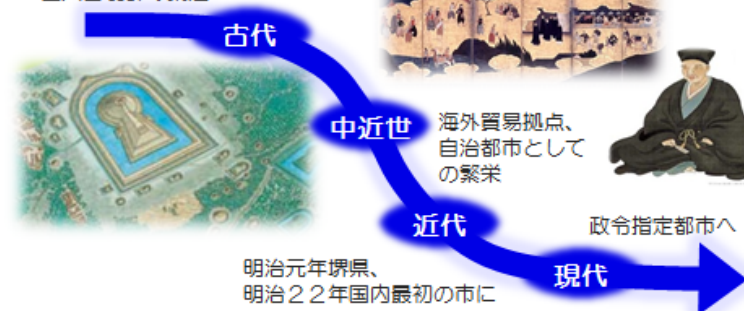 古代
中近世
海外貿易拠点、
自治都市として
の繁栄
近代
政令指定都市へ
明治元年堺県、
明治２２年国内最初の市に
現代